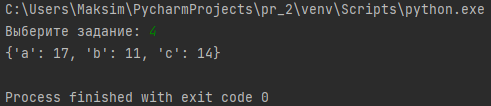 C:\Users\Maksim\PycharmProjects\pr_2\venv\Scripts\python.exe
Выберите задание: 4
{'a': 17, 'b': 11, 'c': 14}
Process finished with exit code 0